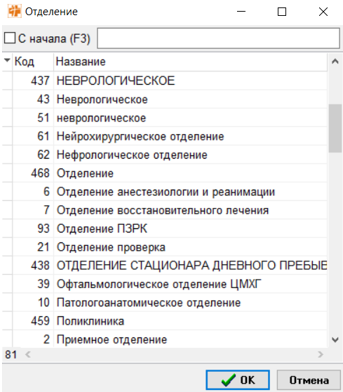 Отделение
С начала (F3)
Код Название
437 НЕВРОЛОГИЧЕСКОЕ
43 Неврологическое
51 неврологическое
61 Нейрохирургическое отделение
62 Нефрологическое отделение
468 Отделение
6 Отделение анестезиологии и реанимации
7 Отделение восстановительного лечения
93 Отделение ПЗРК
21 Отделение проверка
438 ОТДЕЛЕНИЕ СТАЦИОНАРА ДНЕВНОГО ПРЕБЫВЕ
39 Офтальмологическое отделение ЦМХГ
10 Патологоанатомическое отделение
459 Поликлиника
2 Приемное отделение
81
OK Отмена